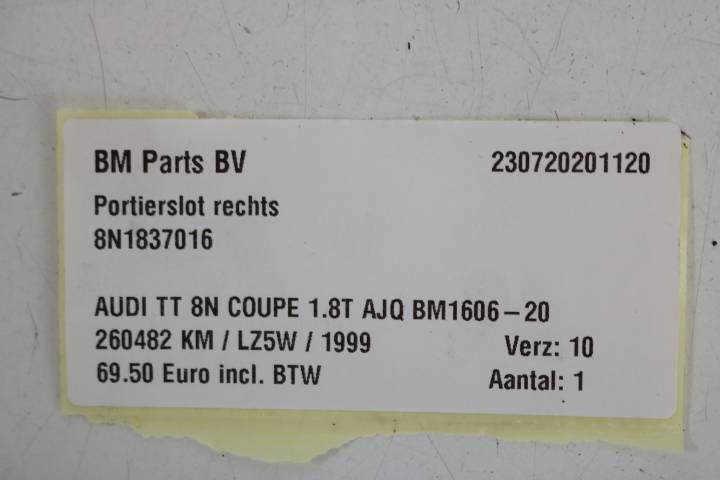 BM Parts BV 230720201120
Portierslot rechts
8N1837016
AUDI TT 8N COUPE 1.8T AJQ BM1606-20
260482 KM / LZ5W / 1999 Verz: 10
69.50 Euro incl. BTW Aantal: 1